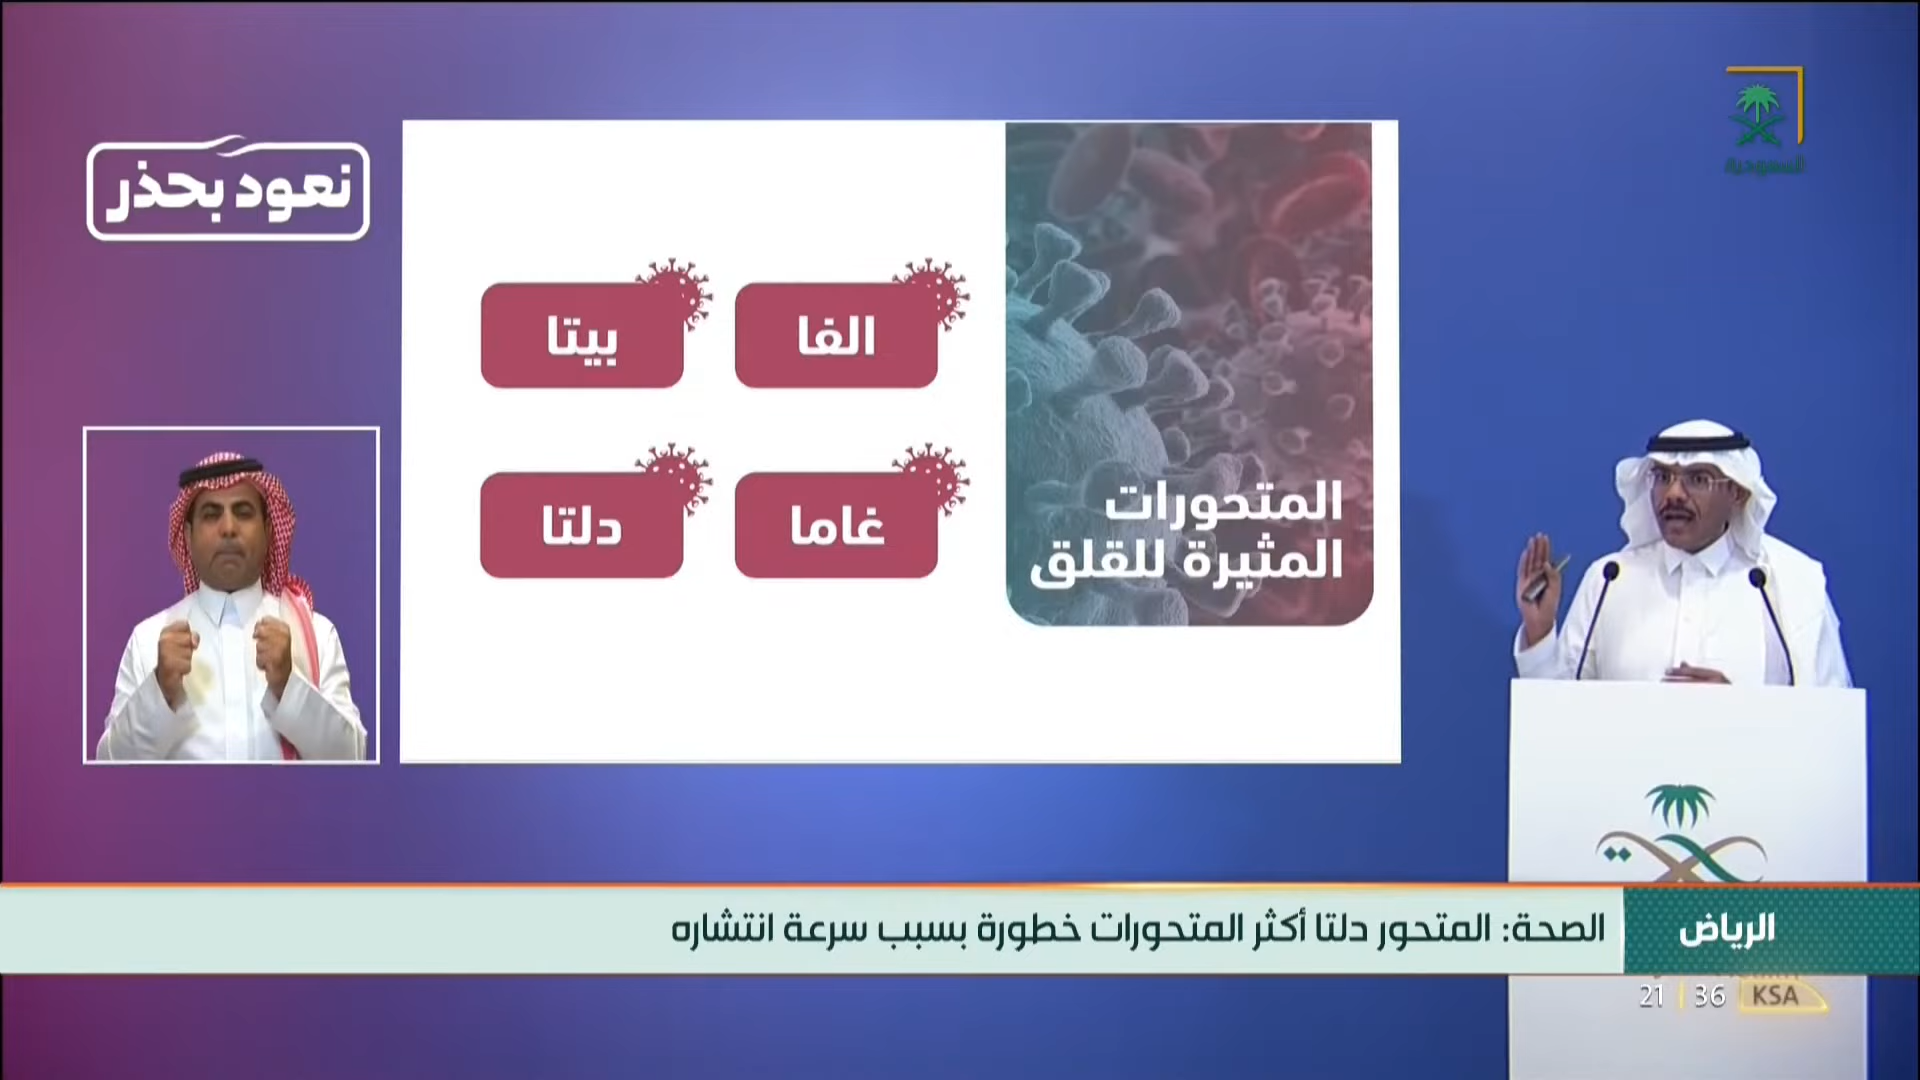 السعودية
نعود بحذر
المتحورات
المثيرة للقلق
الفا
بيتا
غاما
دلتا
الرياض
الصحة: المتحور دلتا أكثر المتحورات خطورة بسبب سرعة انتشاره
21 | 36 KSA